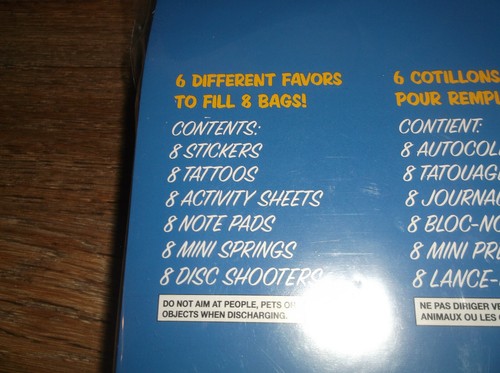 6 DIFFERENT FAVORS
TO FILL 8 BAGS!
CONTENTS:
8 STICKERS
8 TATTOOS
8 ACTIVITY SHEETS
8 NOTE PADS
8 MINI SPRINGS
8 DISC SHOOTERS
DO NOT AIM AT PEOPLE, PETS
OBJECTS WHEN DISCHARGING.
6 COTILLONS
POUR
CONTIENT:
8
8
8
8 
8 MINI
8
NE PAS DIRIGER
ANIMAUX OU LES